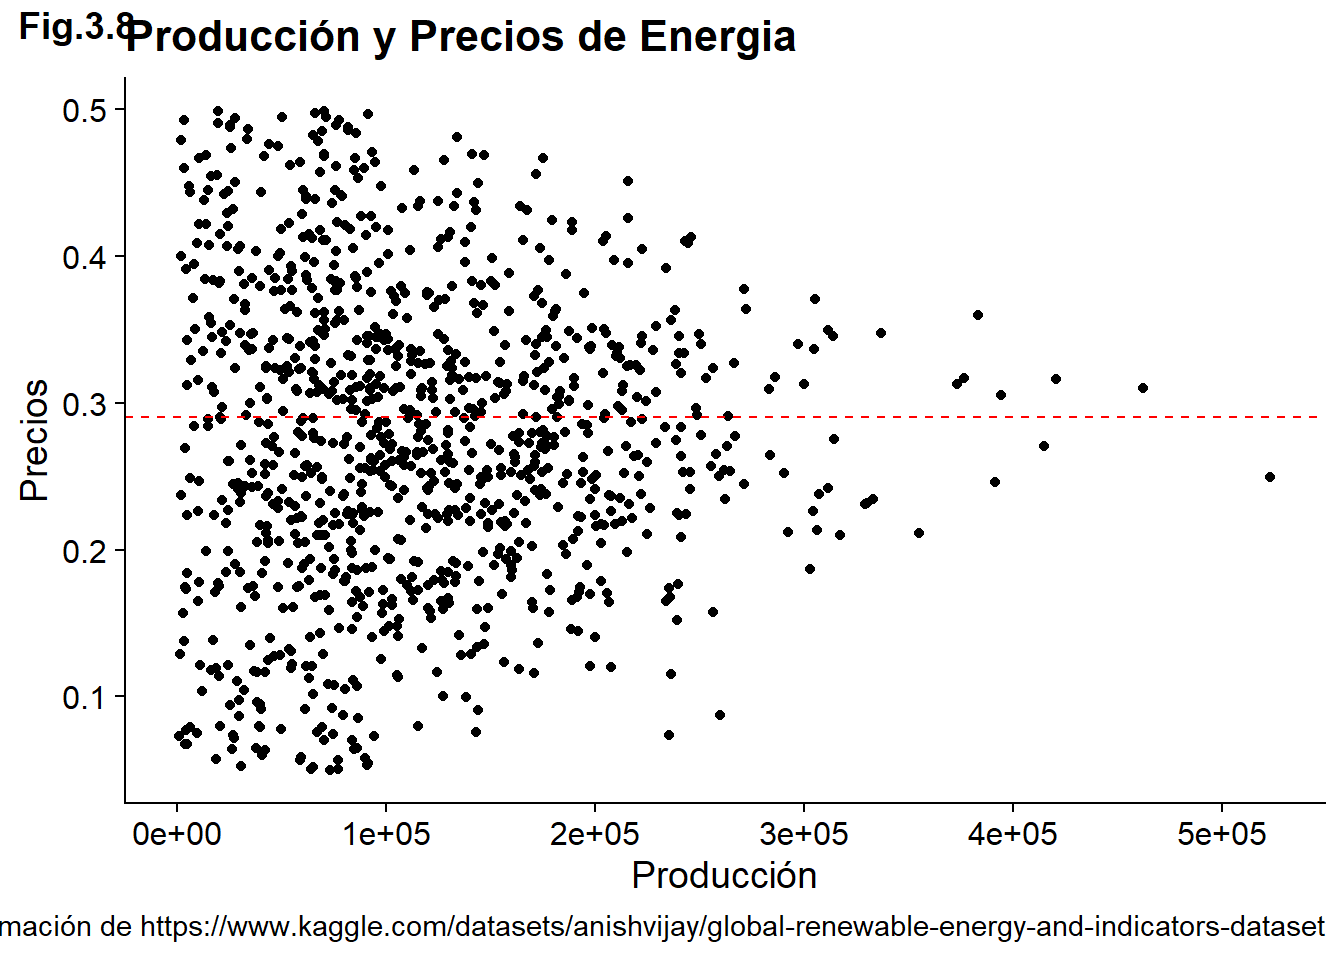 Fig.3.8
Producción y Precios de Energia
0.5
0.4
0.3
0.2
0.1
Precios
0e+00 1e+05 2e+05 3e+05 4e+05 5e+05
Producción
mación de https://www.kaggle.com/datasets/anishvijay/global-renewable-energy-and-indicators-dataset